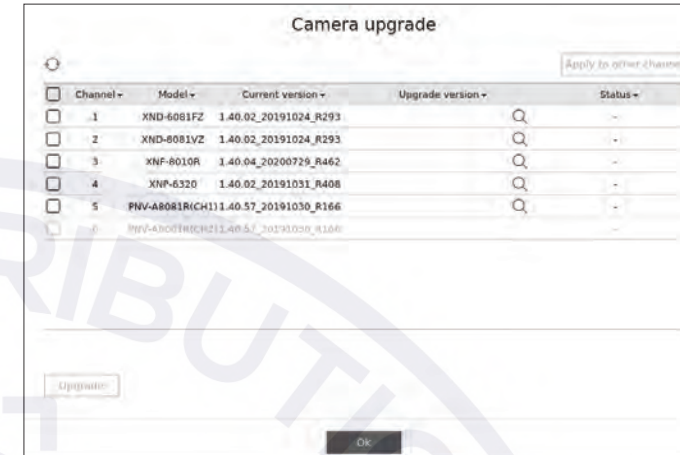 Camera upgrade
Apply to other channel
Channel Model Current version Upgrade version Status
1 XND-6081FZ 1.40.02_20191024_R293 -
2 XND-6081VZ 1.40.02_20191024_R293 -
3 XNF-8010R 1.40.04_20200729_R462 -
4 XNP-6320 1.40.02_20191031_R408 -
5 PNV-A8081R(CH1) 1.40.57_20191030_R166 -
6 PNV-A8081R(CH2) 1.40.57_20191030_R166 -
Upgrade
Ok